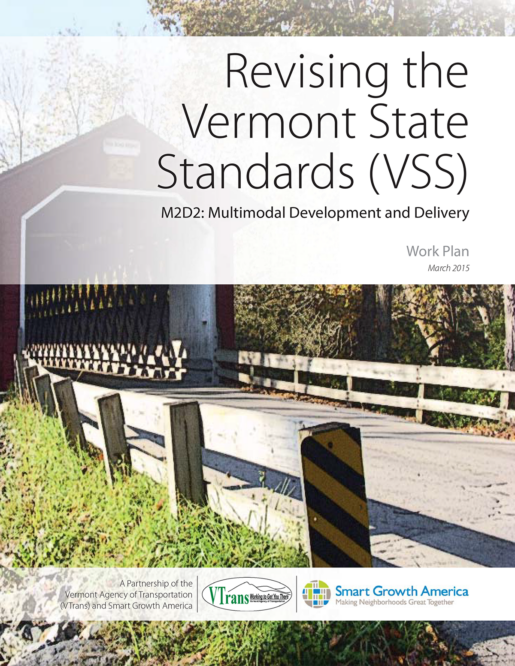 Revising the
Vermont State
Standards (VSS)
M2D2: Multimodal Development and Delivery
Work Plan
March 2015
A Partnership of the
Vermont Agency of Transportation
(VTrans) and Smart Growth America
VTrans Working to Get You There
Smart Growth America
Making Neighborhoods Great Together